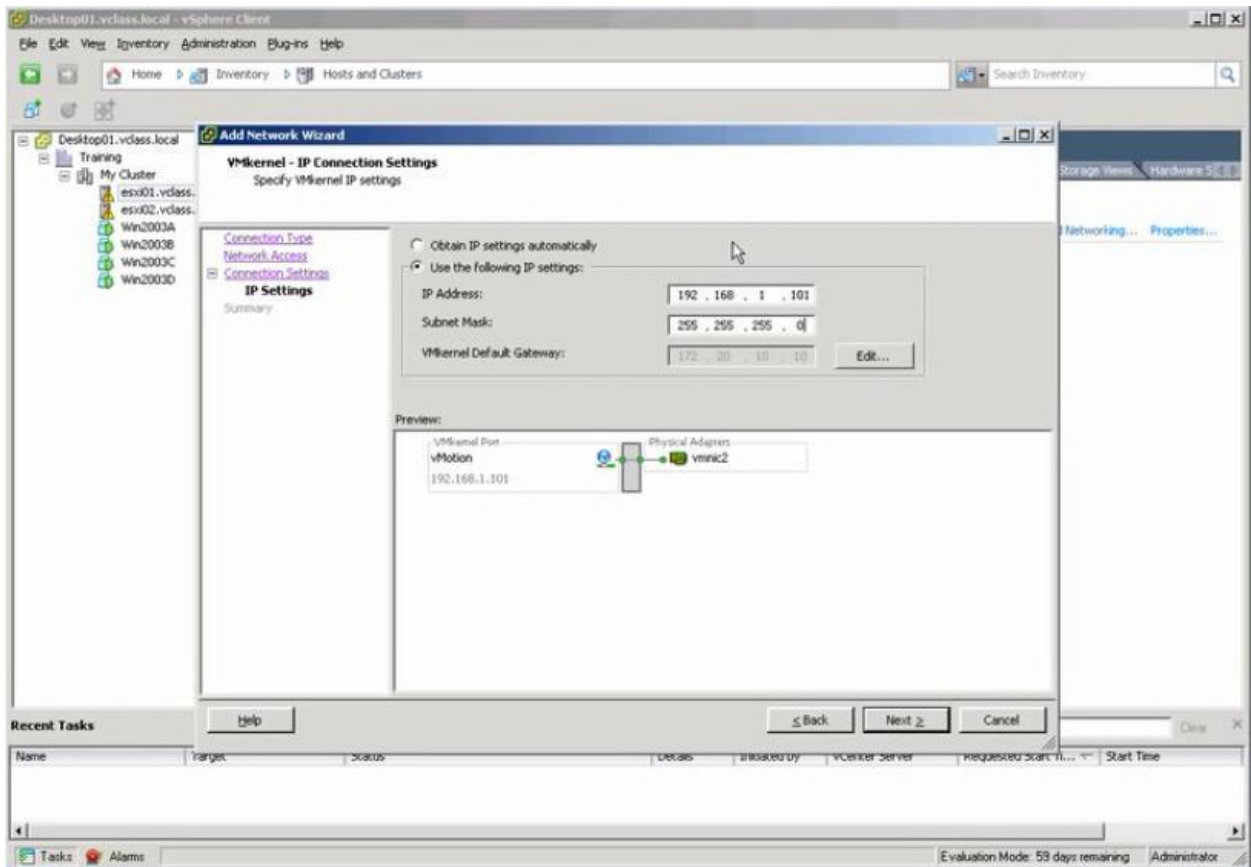 Desktop01.vclass.local - vSphere Client
File Edit View Inventory Administration Plug-ins Help
Home Inventory Hosts and Clusters
Search Inventory
Desktop01.vclass.local
Training
My Cluster
esxi01.vclass.
esxi02.vclass.
Win2003A
Win2003B
Win2003C
Win2003D
Add Network Wizard
VMkernel - IP Connection Settings
Specify VMkernel IP settings
Connection Type
Network Access
Connection Settings
IP Settings
Summary
Obtain IP settings automatically
Use the following IP settings:
IP Address: 192 . 168 . 1 . 101
Subnet Mask: 255 . 255 . 255 . 0
VMkernel Default Gateway: 172 . 20 . 10 . 10 Edit...
Preview:
VMkernel Port
vMotion
192.168.1.101
Physical Adapters
vmnic2
Storage Views Hardware S
Networking... Properties...
Help < Back Next > Cancel
Recent Tasks
Clear
Name Target Status Details Initiated by vCenter Server Requested Start Ti... Start Time
Tasks Alarms
Evaluation Mode: 59 days remaining Administrator